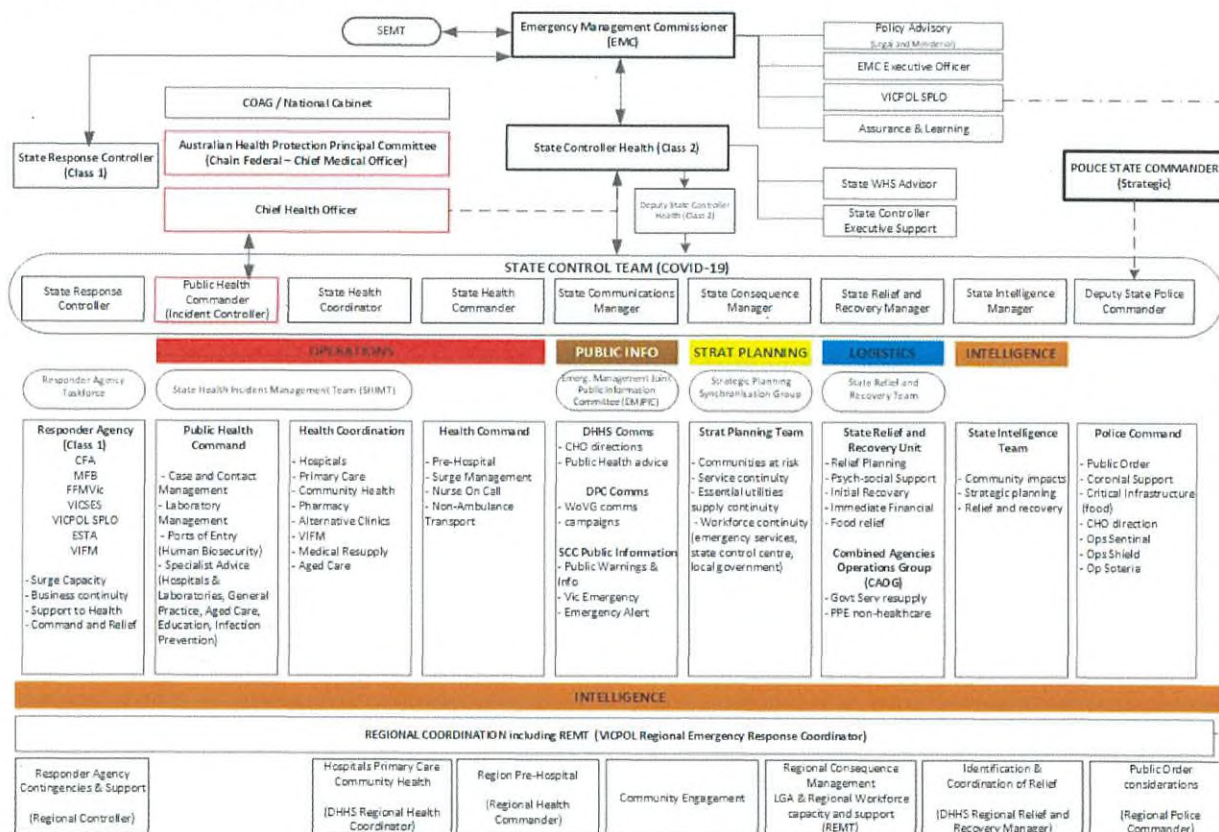 SEMT
Emergency Management Commissioner
(EMC)
Policy Advisory
(Legal and Ministerial)
EMC Executive Officer
VICPOL SPLO
Assurance & Learning
COAG / National Cabinet
Australian Health Protection Principal Committee
(Chain Federal – Chief Medical Officer)
Chief Health Officer
State Response Controller
(Class 1)
State Controller Health (Class 2)
Deputy State Controller
Health (Class 2)
State WHS Advisor
State Controller
Executive Support
POLICE STATE COMMANDER
(Strategic)
STATE CONTROL TEAM (COVID-19)
State Response
Controller
Public Health
Commander
(Incident Controller)
State Health
Coordinator
State Health
Commander
State Communications
Manager
State Consequence
Manager
State Relief and
Recovery Manager
State Intelligence
Manager
Deputy State Police
Commander
OPERATIONS
PUBLIC INFO
STRAT PLANNING
LOGISTICS
INTELLIGENCE
Responder Agency
Taskforce
State Health Incident Management Team (SHIMT)
Emerg. Management Joint
Public Information
Committee (EMJPIC)
Strategic Planning
Synchronisation Group
State Relief and
Recovery Team
Responder Agency
(Class 1)
CFA
MFB
FFMVic
VICSES
VICPOL SPLO
ESTA
VIFM
- Surge Capacity
- Business continuity
- Support to Health
- Command and Relief
Public Health
Command
- Case and Contact
Management
- Laboratory
Management
- Ports of Entry
(Human Biosecurity)
- Specialist Advice
(Hospitals &
Laboratories, General
Practice, Aged Care,
Education, Infection
Prevention)
Health Coordination
- Hospitals
- Primary Care
- Community Health
- Pharmacy
- Alternative Clinics
- VIFM
- Medical Resupply
- Aged Care
Health Command
- Pre-Hospital
- Surge Management
- Nurse On Call
- Non-Ambulance
Transport
DHHS Comms
- CHO directions
- Public Health advice
DPC Comms
- WoVG comms
- campaigns
SCC Public Information
- Public Warnings &
Info
- Vic Emergency
- Emergency Alert
Strat Planning Team
- Communities at risk
- Service continuity
- Essential utilities
supply continuity
- Workforce continuity
(emergency services,
state control centre,
local government)
State Relief and
Recovery Unit
- Relief Planning
- Psych-social Support
- Initial Recovery
- Immediate Financial
- Food relief
Combined Agencies
Operations Group
(CAOG)
- Govt Serv resupply
- PPE non-healthcare
State Intelligence
Team
- Community impacts
- Strategic planning
- Relief and recovery
Police Command
- Public Order
- Coronial Support
- Critical Infrastructure
(food)
- CHO direction
- Ops Sentinal
- Ops Shield
- Op Soteria
INTELLIGENCE
REGIONAL COORDINATION including REMT (VICPOL Regional Emergency Response Coordinator)
Responder Agency
Contingencies & Support
(Regional Controller)
Hospitals Primary Care
Community Health
(DHHS Regional Health
Coordinator)
Region Pre-Hospital
(Regional Health
Commander)
Community Engagement
Regional Consequence
Management
LGA & Regional Workforce
capacity and support
(REMT)
Identification &
Coordination of Relief
(DHHS Regional Relief and
Recovery Manager)
Public Order
considerations
(Regional Police
Commander)